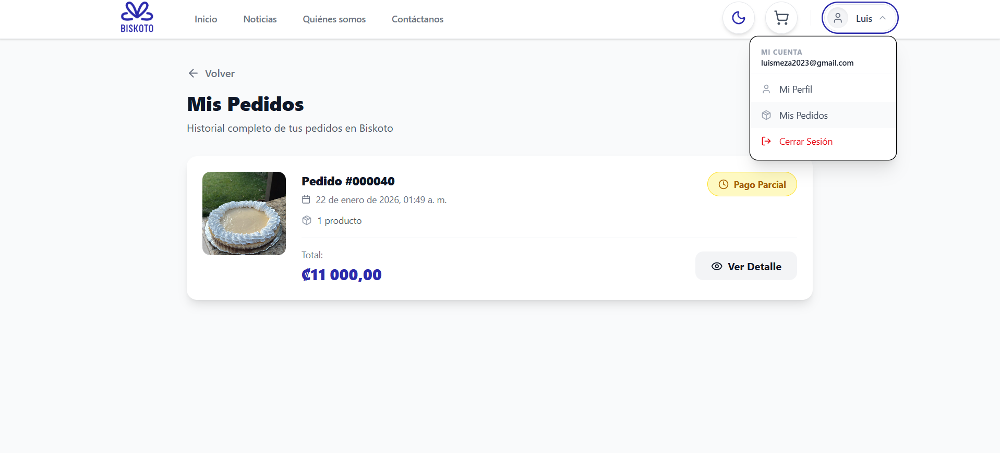 BISKOTO
Inicio
Noticias
Quiénes somos
Contáctanos
Luis
MI CUENTA
luismeza2023@gmail.com
Mi Perfil
Mis Pedidos
Cerrar Sesión
Volver
Mis Pedidos
Historial completo de tus pedidos en Biskoto
Pedido #000040
Pago Parcial
22 de enero de 2026, 01:49 a. m.
1 producto
Total:
₡11 000,00
Ver Detalle